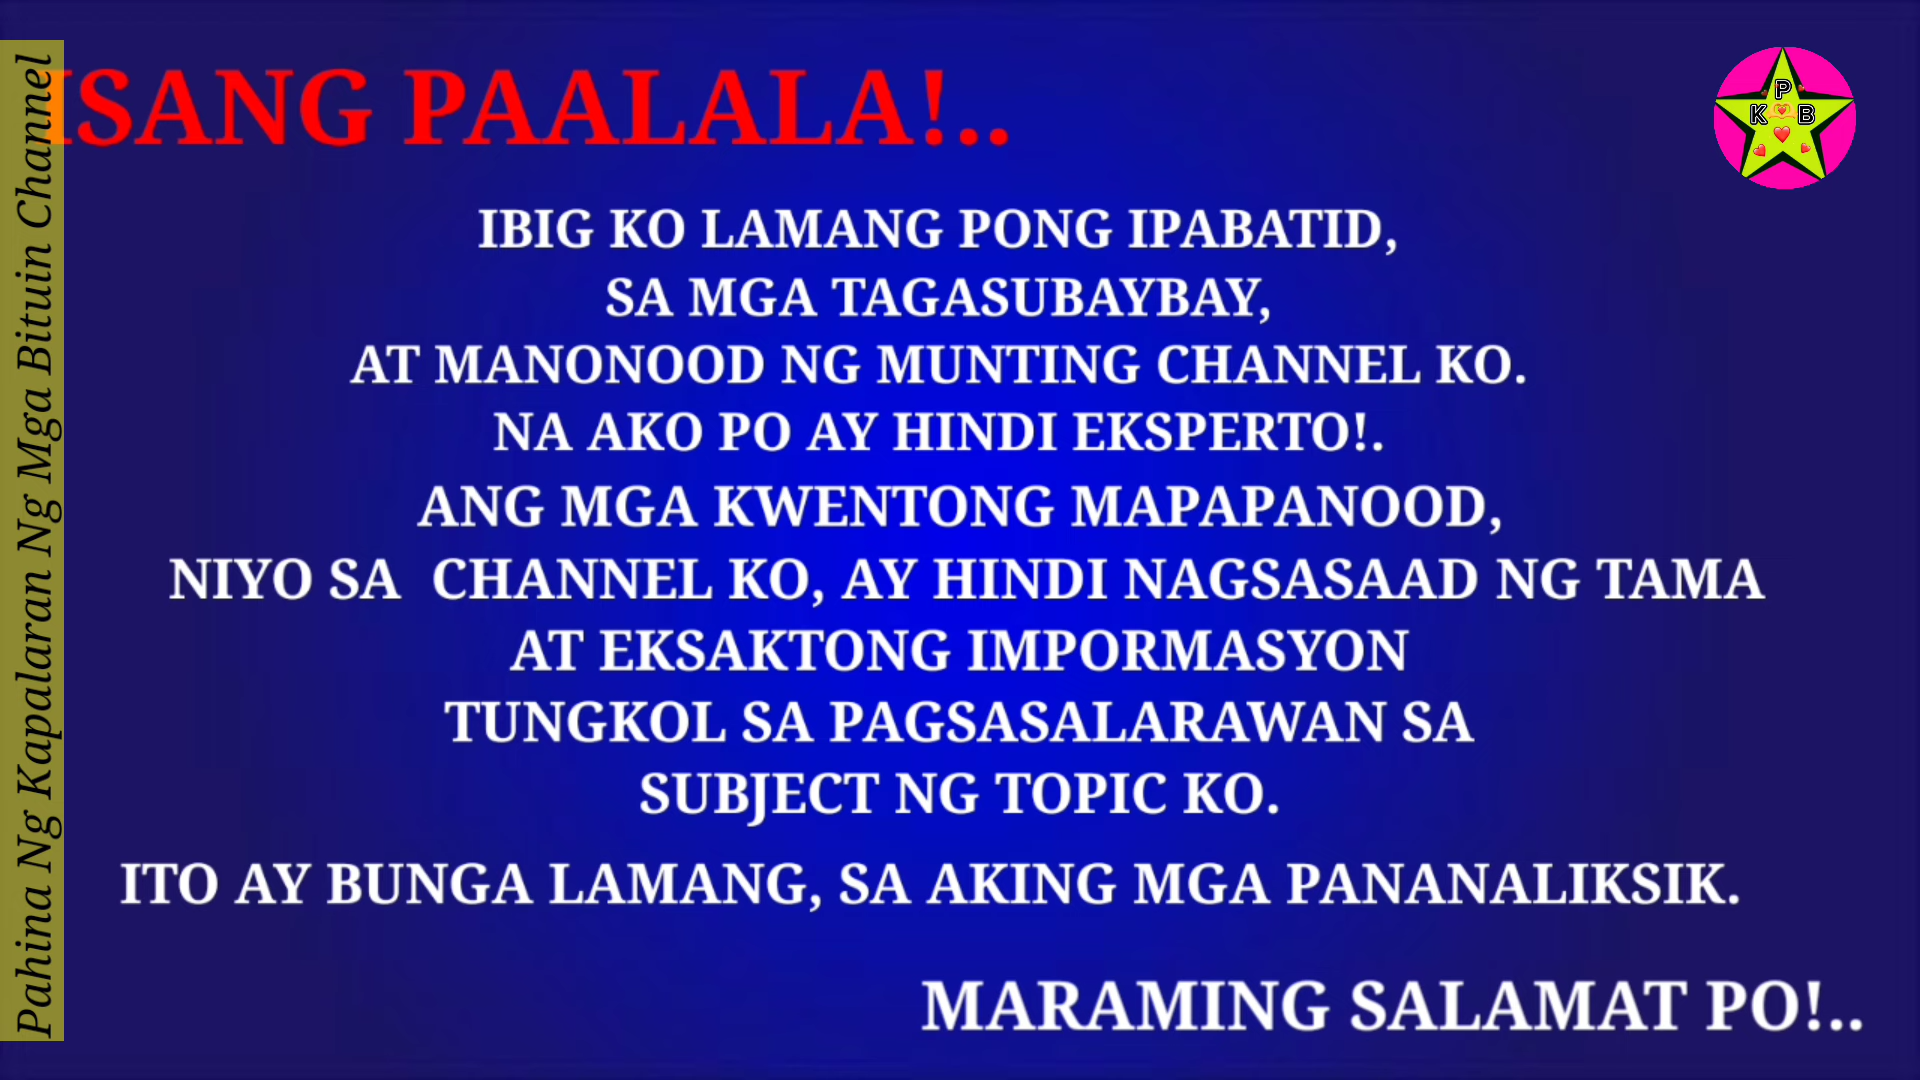 ISANG PAALALA!..
P
K B
IBIG KO LAMANG PONG IPABATID,
SA MGA TAGASUBAYBAY,
AT MANONOOD NG MUNTING CHANNEL KO.
NA AKO PO AY HINDI EKSPERTO!.
ANG MGA KWENTONG MAPAPANOOD,
NIYO SA CHANNEL KO, AY HINDI NAGSASAAD NG TAMA
AT EKSAKTONG IMPORMASYON
TUNGKOL SA PAGSASALARAWAN SA
SUBJECT NG TOPIC KO.
ITO AY BUNGA LAMANG, SA AKING MGA PANANALIKSIK.
MARAMING SALAMAT PO!..
Pahina Ng Kapalaran Ng Mga Bituin Channel